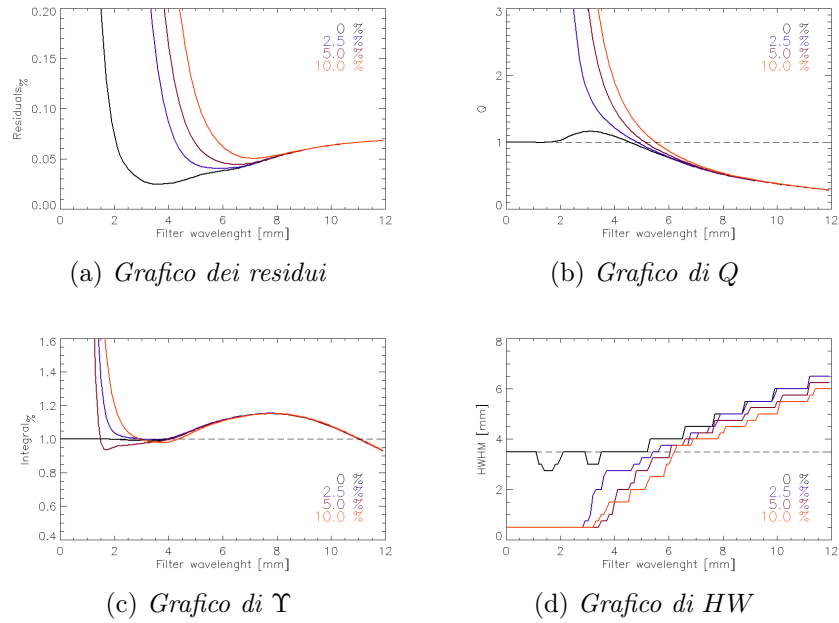 0.20
0.15
0.10
0.05
0.00
Residuals%
0 %
2.5 %
5.0 %
10.0 %
0 2 4 6 8 10 12
Filter wavelenght [mm]
(a) Grafico dei residui
3
2
1
0
Q
0 %
2.5 %
5.0 %
10.0 %
0 2 4 6 8 10 12
Filter wavelenght [mm]
(b) Grafico di Q
1.6
1.4
1.2
1.0
0.8
0.6
0.4
Integral%
0 %
2.5 %
5.0 %
10.0 %
0 2 4 6 8 10 12
Filter wavelenght [mm]
(c) Grafico di ϒ
8
6
4
2
0
HWHM [mm]
0 %
2.5 %
5.0 %
10.0 %
0 2 4 6 8 10 12
Filter wavelenght [mm]
(d) Grafico di HW